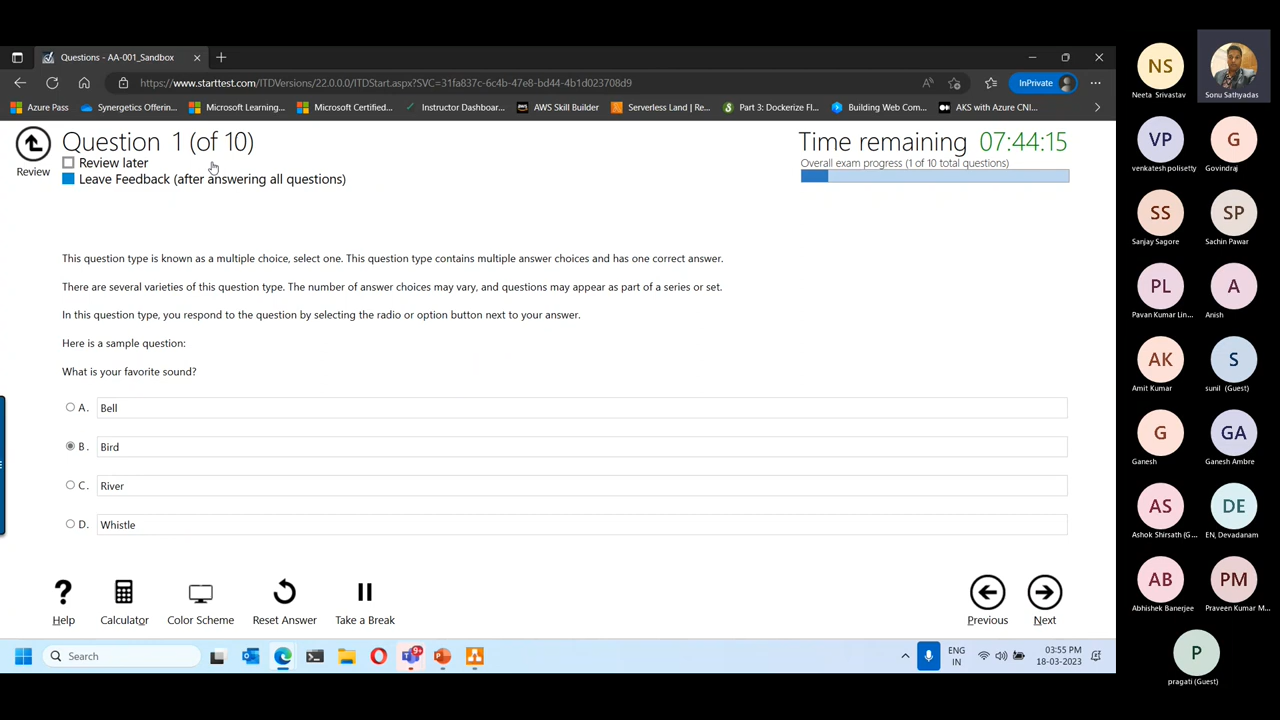 Questions - AA-001_Sandbox
https://www.starttest.com/ITDVersions/22.0.0.0/ITDStart.aspx?SVC=31fa837c-6c4b-47e8-bd44-4b1d023708d9
InPrivate
Azure Pass
Synergetics Offerin...
Microsoft Learning...
Microsoft Certified...
Instructor Dashboar...
AWS Skill Builder
Serverless Land | Re...
Part 3: Dockerize Fl...
Building Web Com...
AKS with Azure CNI...
Review
Question 1 (of 10)
Review later
Leave Feedback (after answering all questions)
Time remaining 07:44:15
Overall exam progress (1 of 10 total questions)
This question type is known as a multiple choice, select one. This question type contains multiple answer choices and has one correct answer.
There are several varieties of this question type. The number of answer choices may vary, and questions may appear as part of a series or set.
In this question type, you respond to the question by selecting the radio or option button next to your answer.
Here is a sample question:
What is your favorite sound?
A. Bell
B. Bird
C. River
D. Whistle
Help
Calculator
Color Scheme
Reset Answer
Take a Break
Previous
Next
Search
9+
ENG
IN
03:55 PM
18-03-2023
NS
Neeta Srivastav
Sonu Sathyadas
VP
venkatesh polisetty
G
Govindraj
SS
Sanjay Sagore
SP
Sachin Pawar
PL
Pavan Kumar Lin...
A
Anish
AK
Amit Kumar
S
sunil (Guest)
G
Ganesh
GA
Ganesh Ambre
AS
Ashok Shirsath (G...
DE
EN, Devadanam
AB
Abhishek Banerjee
PM
Praveen Kumar M...
P
pragati (Guest)